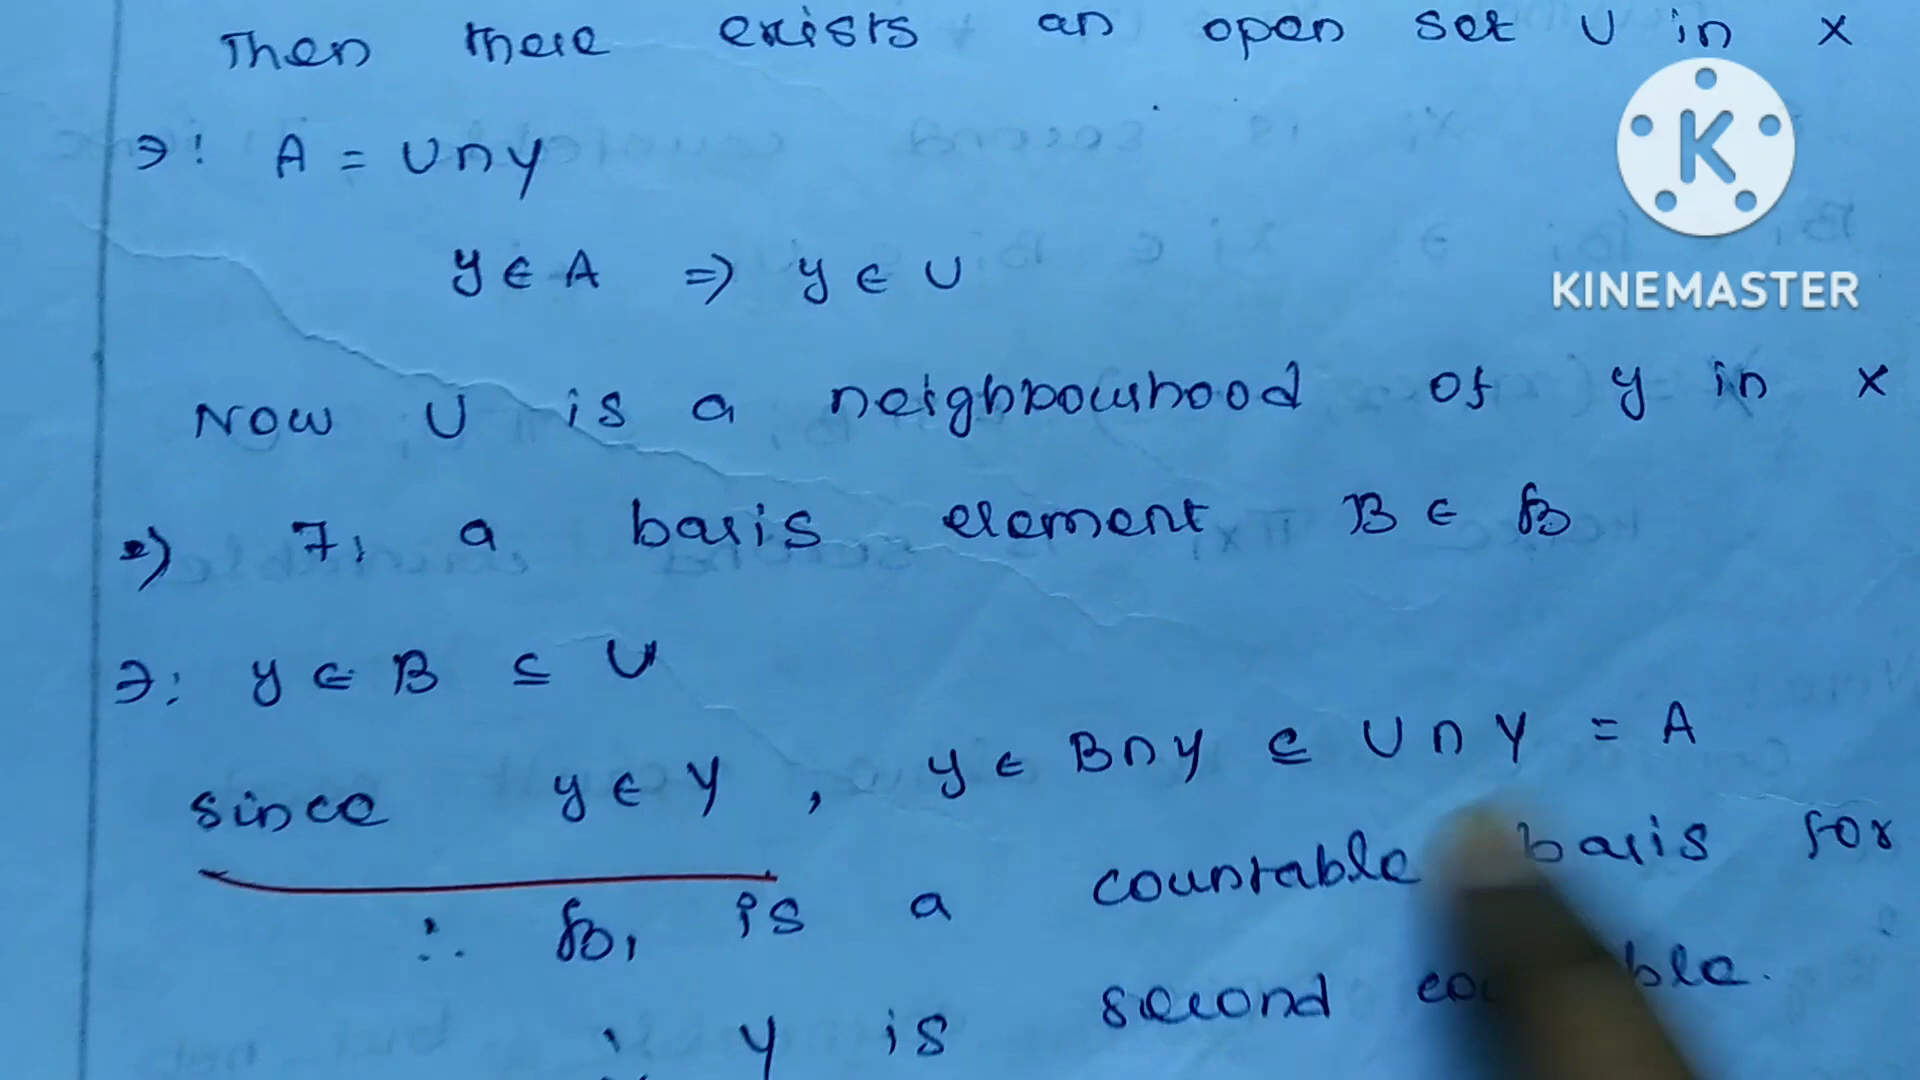 Then there exists an open set U in X
∋: A = U∩Y
y ∈ A ⇒ y ∈ U
Now U is a neighbourhood of y in X
⇒ ∃, a basis element B ∈ 𝓑
∋: y ∈ B ⊆ U
since y ∈ Y, y ∈ B∩Y ⊆ U∩Y = A
∴ 𝓑₁ is a countable basis for
Y is second
KINEMASTER